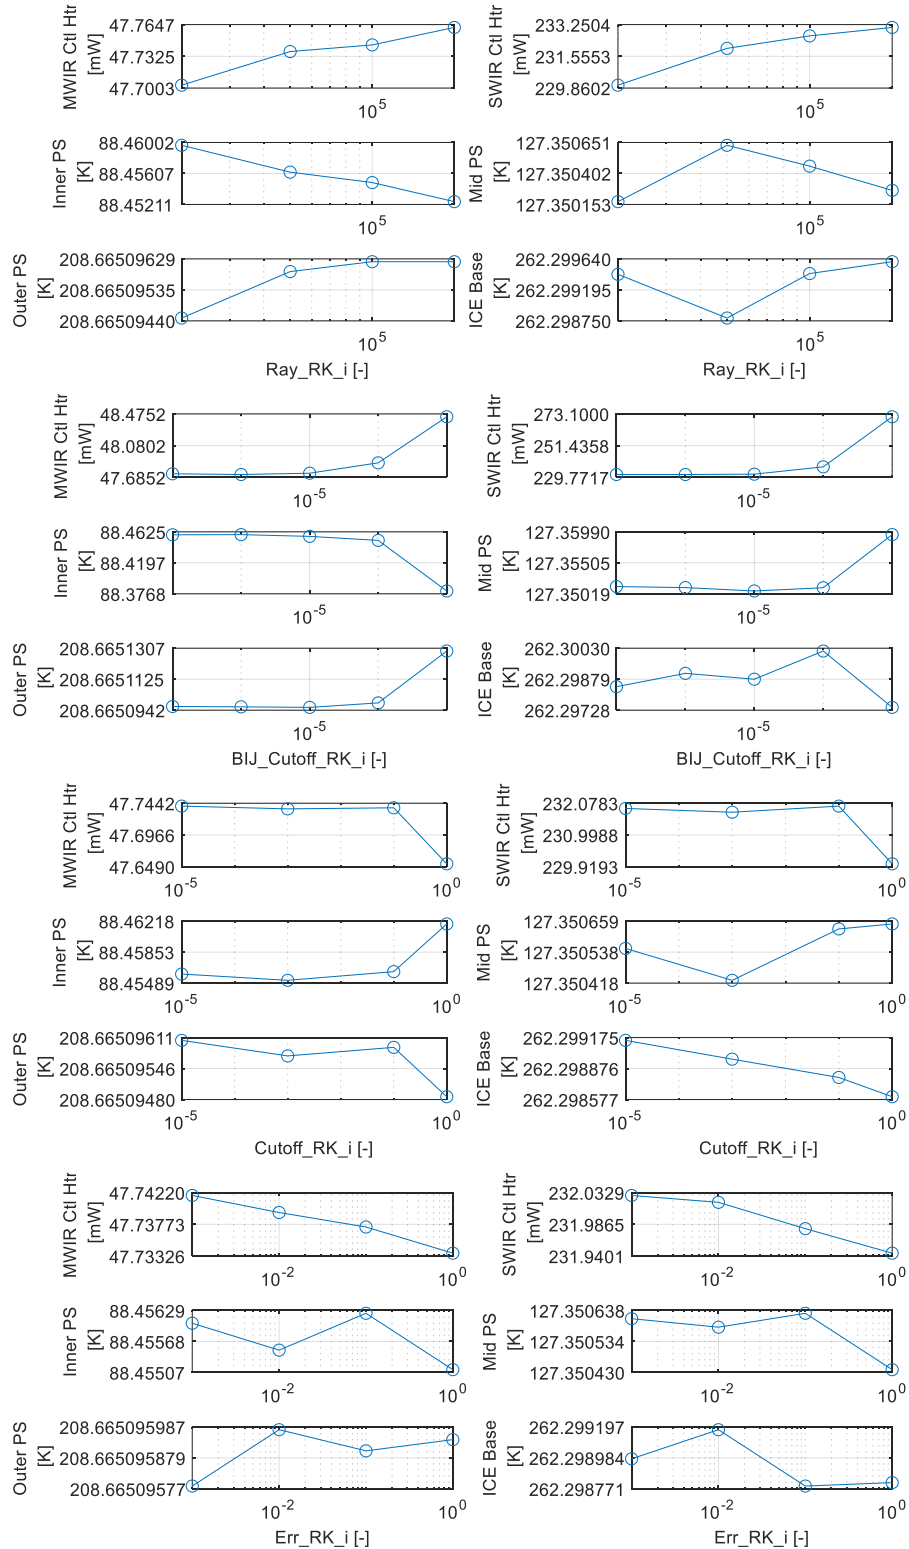 MWIR Ctl Htr
[mW]
47.7647
47.7325
47.7003
10^5
SWIR Ctl Htr
[mW]
233.2504
231.5553
229.8602
10^5
Inner PS
[K]
88.46002
88.45607
88.45211
10^5
Mid PS
[K]
127.350651
127.350402
127.350153
10^5
Outer PS
[K]
208.66509629
208.66509535
208.66509440
10^5
Ray_RK_i [-]
ICE Base
[K]
262.299640
262.299195
262.298750
10^5
Ray_RK_i [-]
MWIR Ctl Htr
[mW]
48.4752
48.0802
47.6852
10^-5
SWIR Ctl Htr
[mW]
273.1000
251.4358
229.7717
10^-5
Inner PS
[K]
88.4625
88.4197
88.3768
10^-5
Mid PS
[K]
127.35990
127.35505
127.35019
10^-5
Outer PS
[K]
208.6651307
208.6651125
208.6650942
10^-5
BIJ_Cutoff_RK_i [-]
ICE Base
[K]
262.30030
262.29879
262.29728
10^-5
BIJ_Cutoff_RK_i [-]
MWIR Ctl Htr
[mW]
47.7442
47.6966
47.6490
10^-5
10^0
SWIR Ctl Htr
[mW]
232.0783
230.9988
229.9193
10^-5
10^0
Inner PS
[K]
88.46218
88.45853
88.45489
10^-5
10^0
Mid PS
[K]
127.350659
127.350538
127.350418
10^-5
10^0
Outer PS
[K]
208.66509611
208.66509546
208.66509480
10^-5
10^0
Cutoff_RK_i [-]
ICE Base
[K]
262.299175
262.298876
262.298577
10^-5
10^0
Cutoff_RK_i [-]
MWIR Ctl Htr
[mW]
47.74220
47.73773
47.73326
10^-2
10^0
SWIR Ctl Htr
[mW]
232.0329
231.9865
231.9401
10^-2
10^0
Inner PS
[K]
88.45629
88.45568
88.45507
10^-2
10^0
Mid PS
[K]
127.350638
127.350534
127.350430
10^-2
10^0
Outer PS
[K]
208.665095987
208.665095879
208.66509577
10^-2
10^0
Err_RK_i [-]
ICE Base
[K]
262.299197
262.298984
262.298771
10^-2
10^0
Err_RK_i [-]